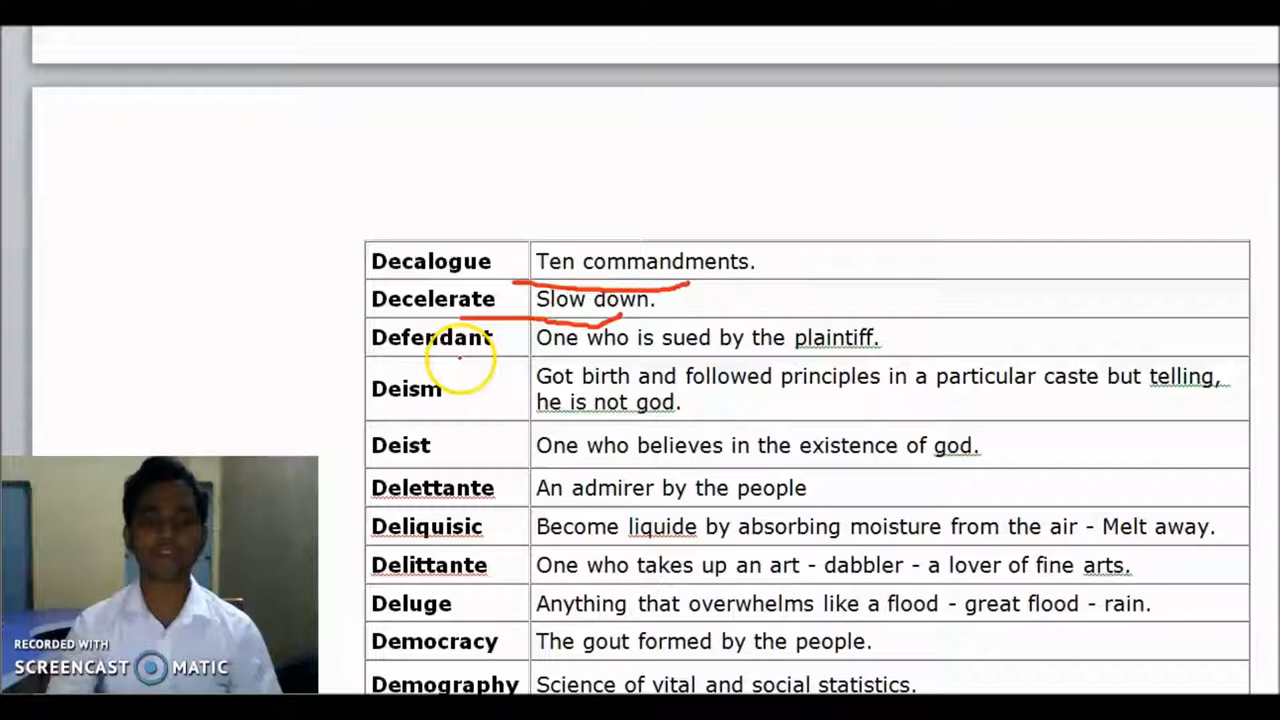 Decalogue Ten commandments.
Decelerate Slow down.
Defendant One who is sued by the plaintiff.
Deism Got birth and followed principles in a particular caste but telling,
he is not god.
Deist One who believes in the existence of god.
Delettante An admirer by the people
Deliquisic Become liquide by absorbing moisture from the air - Melt away.
Delittante One who takes up an art - dabbler - a lover of fine arts.
Deluge Anything that overwhelms like a flood - great flood - rain.
Democracy The gout formed by the people.
Demography Science of vital and social statistics.
RECORDED WITH
SCREENCAST MATIC